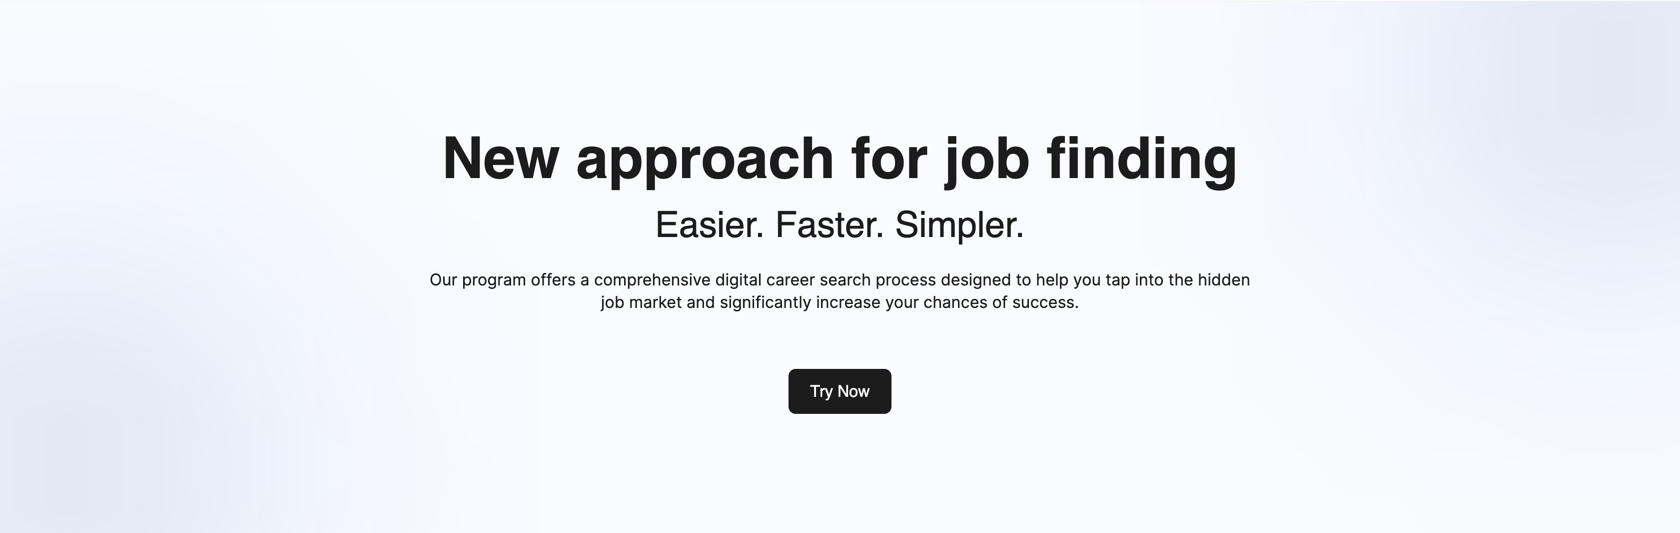 New approach for job finding
Easier. Faster. Simpler.
Our program offers a comprehensive digital career search process designed to help you tap into the hidden
job market and significantly increase your chances of success.
Try Now